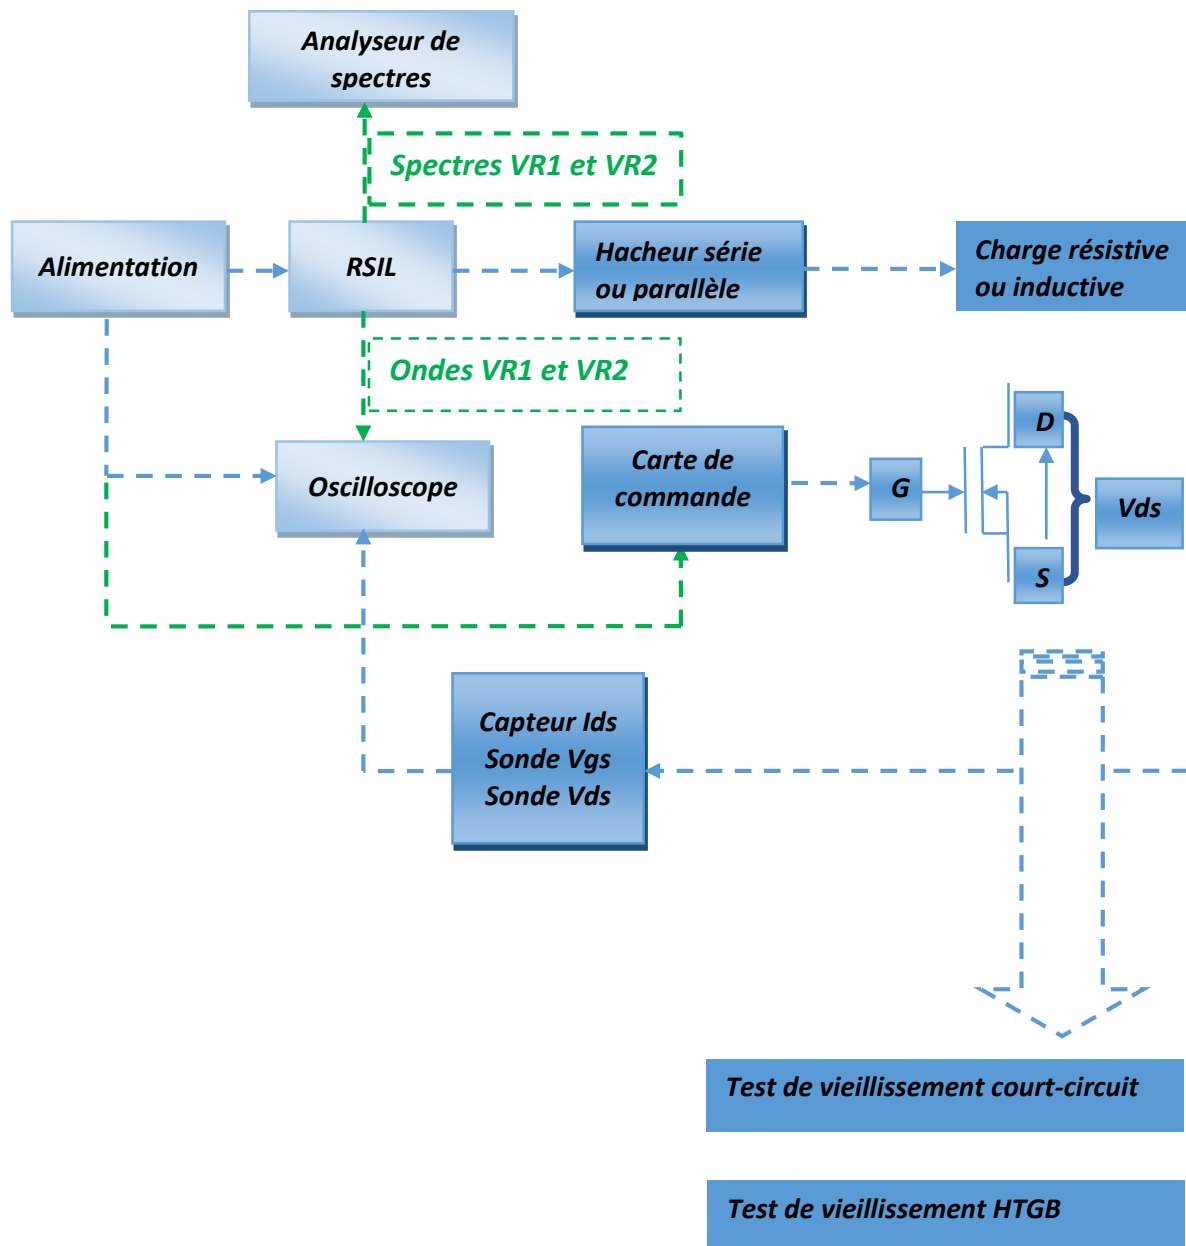 Analyseur de
spectres
Spectres VR1 et VR2
Alimentation
RSIL
Hacheur série
ou parallèle
Charge résistive
ou inductive
Ondes VR1 et VR2
Oscilloscope
Carte de
commande
G
D
S
Vds
Capteur Ids
Sonde Vgs
Sonde Vds
Test de vieillissement court-circuit
Test de vieillissement HTGB